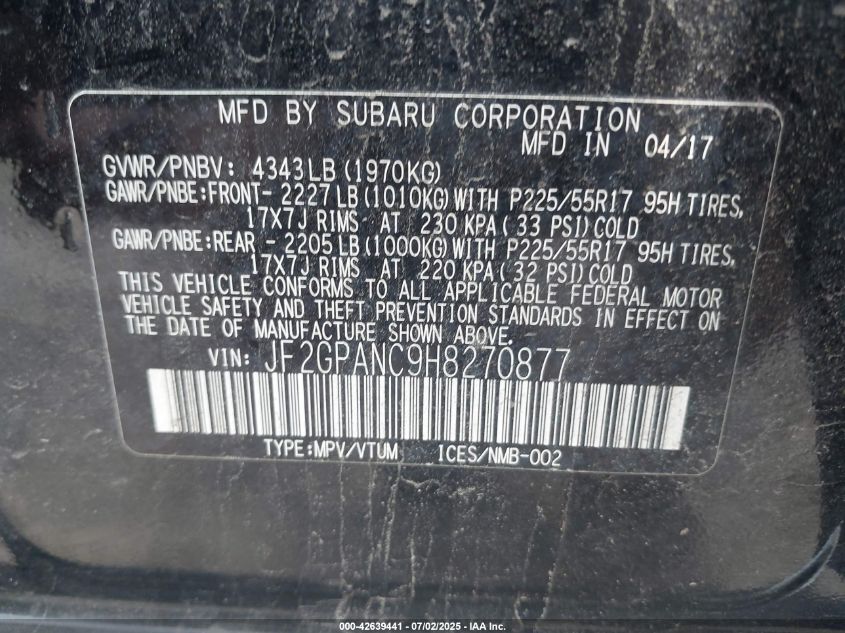 MFD BY SUBARU CORPORATION
MFD IN 04/17
GVWR/PNBV: 4343LB(1970KG)
GAWR/PNBE:FRONT- 2227LB(1010KG)WITH P225/55R17 95H TIRES,
17X7J RIMS AT 230 KPA(33 PSI)COLD
GAWR/PNBE:REAR - 2205LB(1000KG)WITH P225/55R17 95H TIRES,
17X7J RIMS AT 220 KPA(32 PSI)COLD
THIS VEHICLE CONFORMS TO ALL APPLICABLE FEDERAL MOTOR
VEHICLE SAFETY AND THEFT PREVENTION STANDARDS IN EFFECT ON
THE DATE OF MANUFACTURE SHOWN ABOVE.
VIN: JF2GPANC9H8270877
TYPE:MPV/VTUM ICES/NMB-002
000-42639441 - 07/02/2025 - IAA Inc.